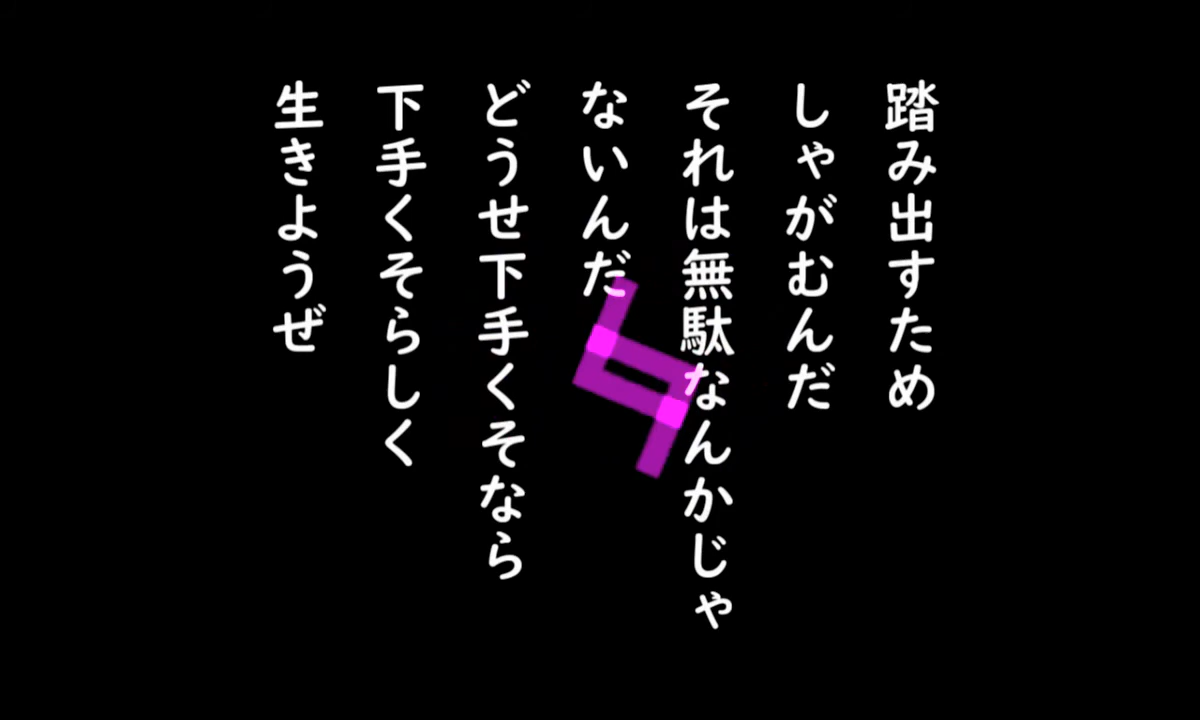 踏み出すため
しゃがむんだ
それは無駄なんかじゃ
ないんだ
どうせ下手くそなら
下手くそらしく
生きようぜ